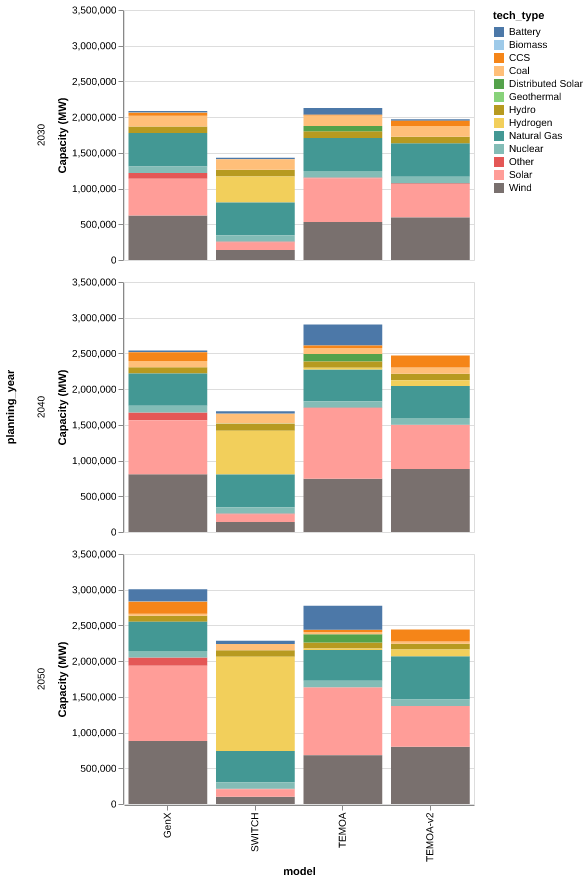 tech_type
Battery
Biomass
CCS
Coal
Distributed Solar
Geothermal
Hydro
Hydrogen
Natural Gas
Nuclear
Other
Solar
Wind
planning_year
2030
Capacity (MW)
3,500,000
3,000,000
2,500,000
2,000,000
1,500,000
1,000,000
500,000
0
2040
Capacity (MW)
3,500,000
3,000,000
2,500,000
2,000,000
1,500,000
1,000,000
500,000
0
2050
Capacity (MW)
3,500,000
3,000,000
2,500,000
2,000,000
1,500,000
1,000,000
500,000
0
GenX
SWITCH
TEMOA
TEMOA-v2
model